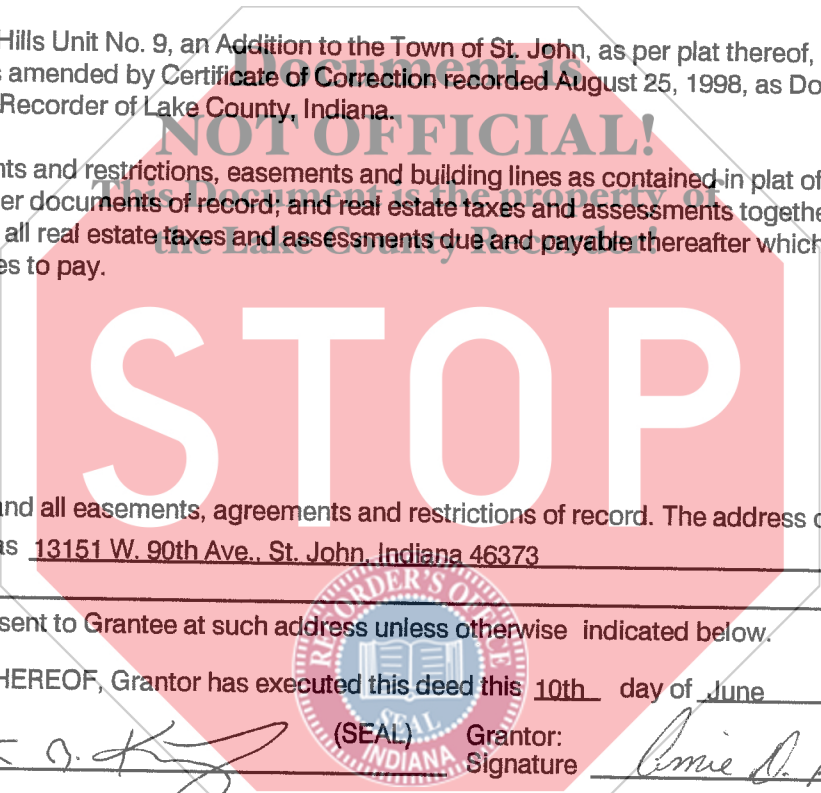 Hills Unit No. 9, an Addition to the Town of St. John, as per plat thereof,
Document is
amended by Certificate of Correction recorded August 25, 1998, as Do
Recorder of Lake County, Indiana.
NOT OFFICIAL!
nts and restrictions, easements and building lines as contained in plat of
This Document is the property of
er documents of record; and real estate taxes and assessments togethe
the Lake County Recorder!
all real estate taxes and assessments due and payable thereafter which
es to pay.
STOP
and all easements, agreements and restrictions of record. The address o
as 13151 W. 90th Ave., St. John, Indiana 46373
RECORDER'S OFFICE
sent to Grantee at such address unless otherwise indicated below.
HEREOF, Grantor has executed this deed this 10th day of June
SEAL
INDIANA
(SEAL) Grantor:
Signature Amie D.